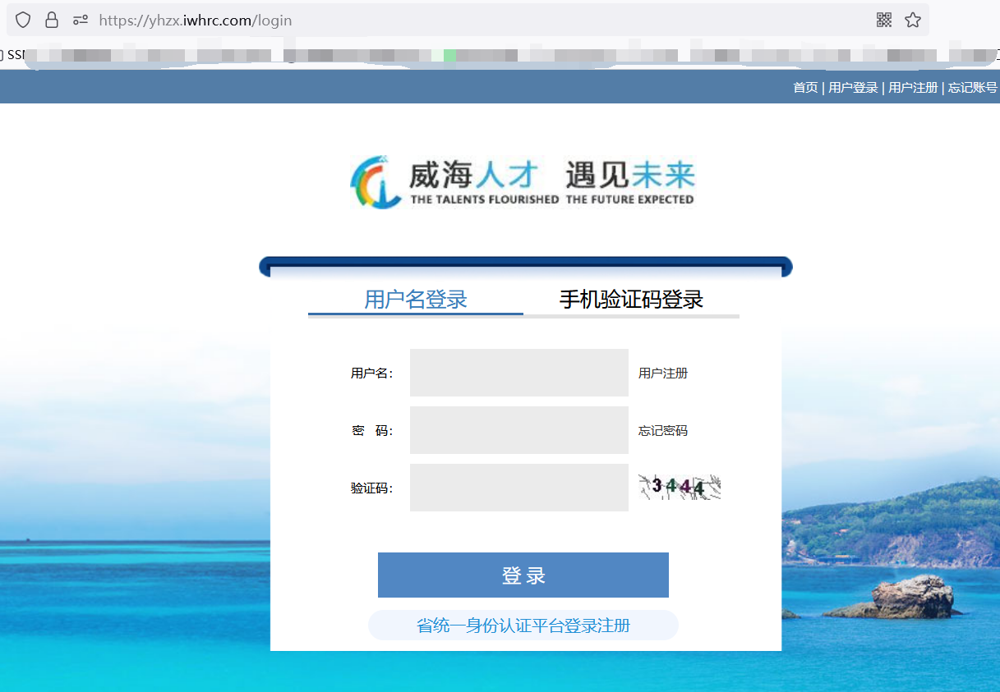 https://yhzx.iwhrc.com/login
首页 | 用户登录 | 用户注册 | 忘记账号
威海人才 遇见未来
THE TALENTS FLOURISHED THE FUTURE EXPECTED
用户名登录 手机验证码登录
用户名: 用户注册
密 码: 忘记密码
验证码: 3444
登 录
省统一身份认证平台登录注册